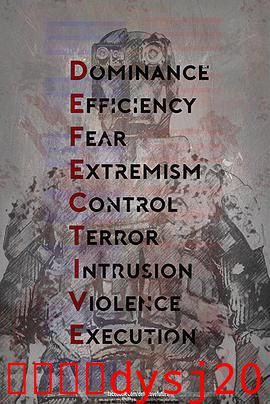 DOMINANCE
EFFICIENCY
FEAR
EXTREMISM
CONTROL
TERROR
INTRUSION
VIOLENCE
EXECUTION
dysj20